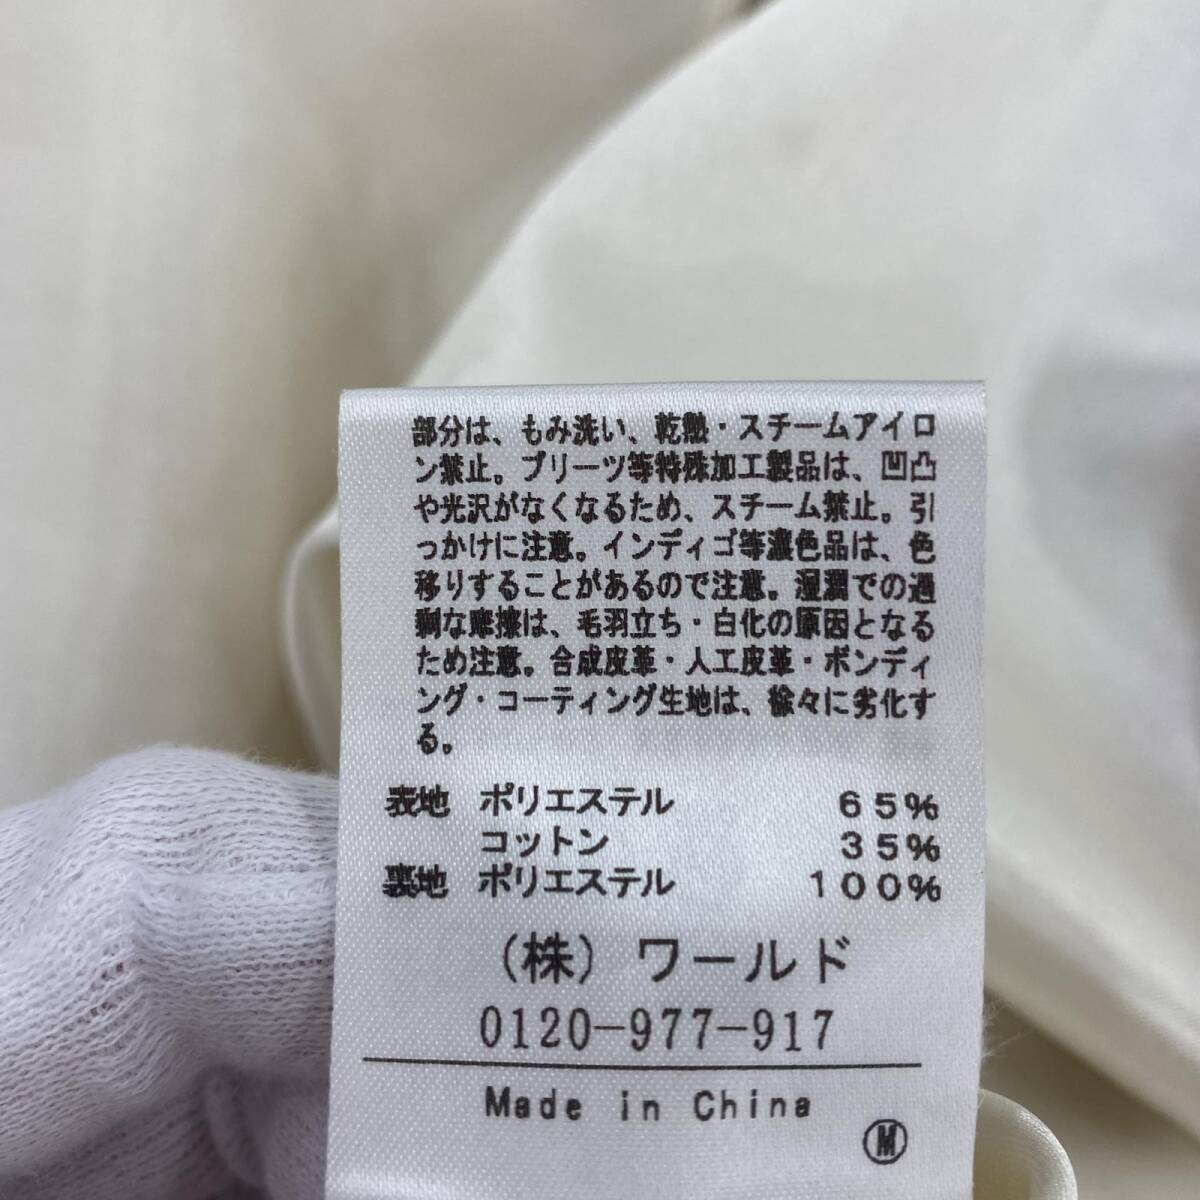 部分は、もみ洗い、乾熱・スチームアイロ
ン禁止。プリーツ等特殊加工製品は、凹凸
や光沢がなくなるため、スチーム禁止。引
っかけに注意。インディゴ等濃色品は、色
移りすることがあるので注意。湿潤での過
剰な摩擦は、毛羽立ち・白化の原因となる
ため注意。合成皮革・人工皮革・ボンディ
ング・コーティング生地は、徐々に劣化す
る。
表地 ポリエステル 65%
コットン 35%
裏地 ポリエステル 100%
(株)ワールド
0120-977-917
Made in China
Ⓜ